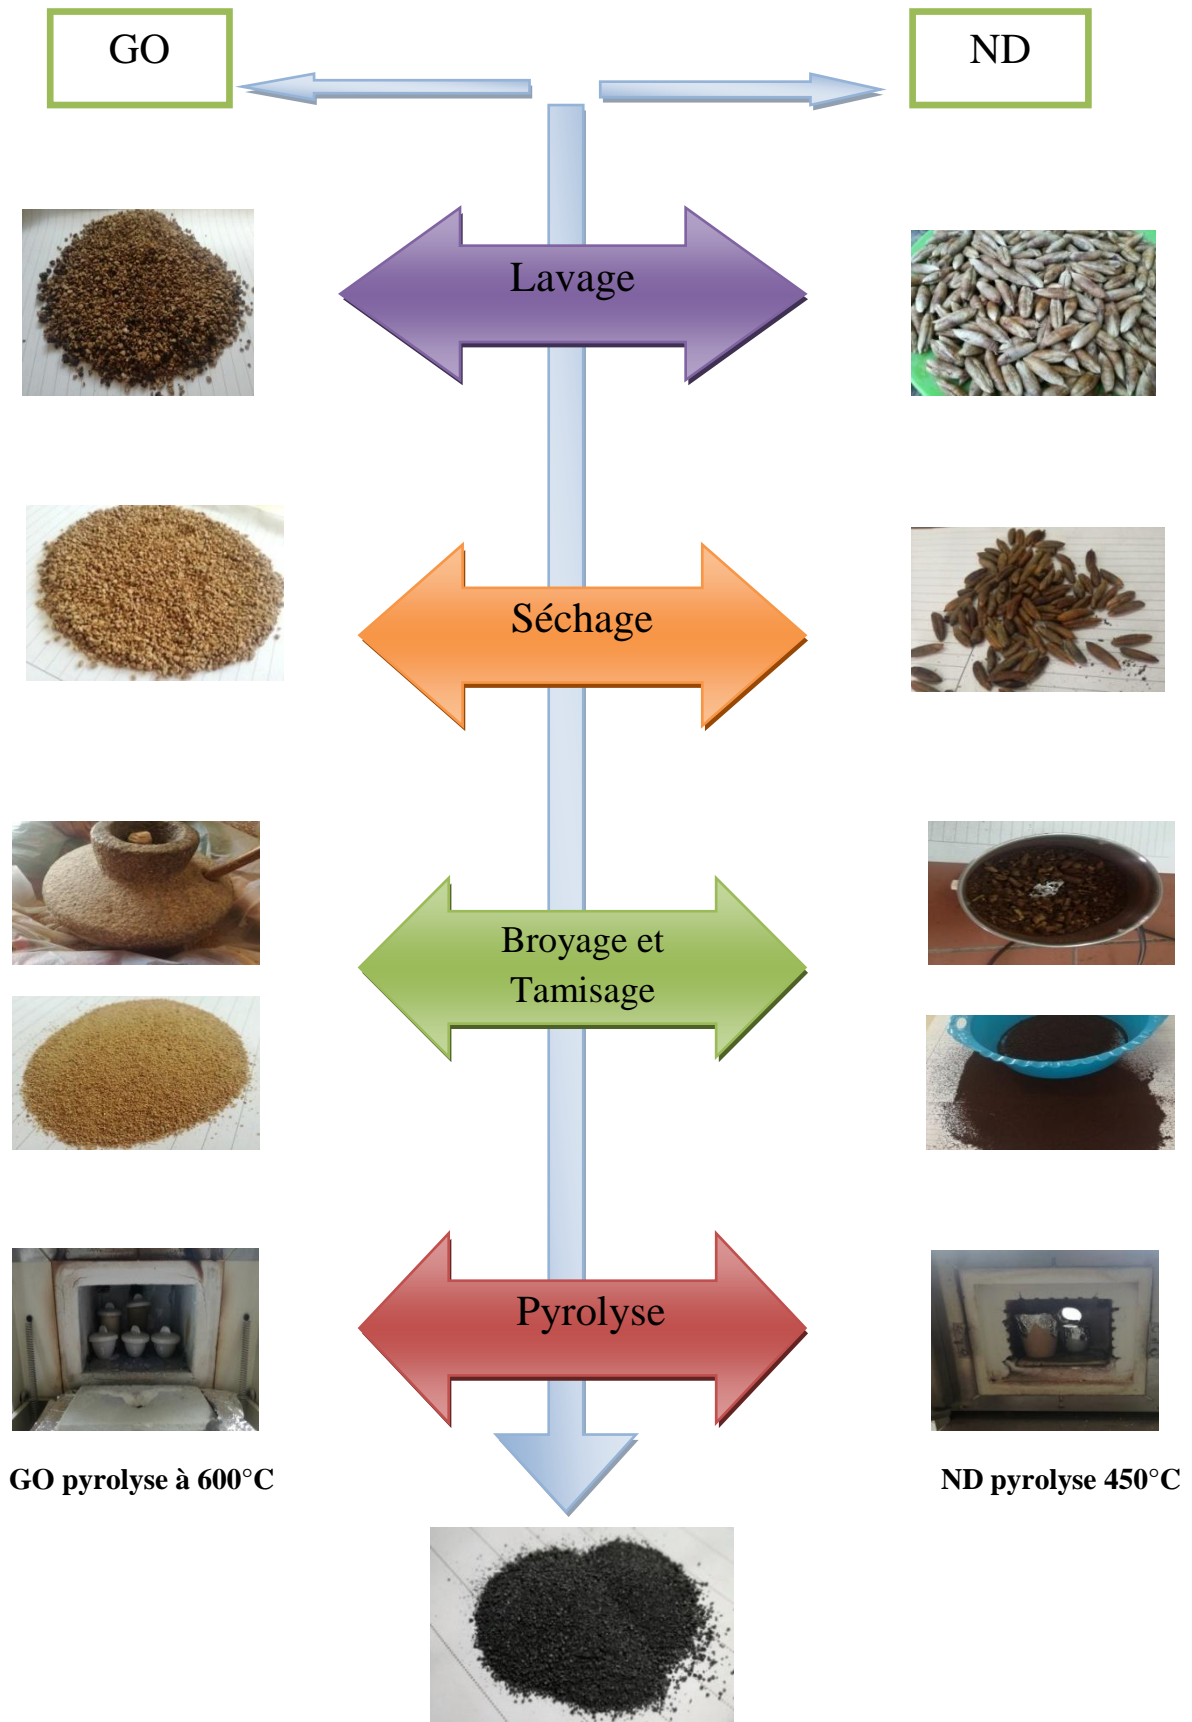 GO
ND
Lavage
Séchage
Broyage et
Tamisage
Pyrolyse
GO pyrolyse à 600°C
ND pyrolyse 450°C